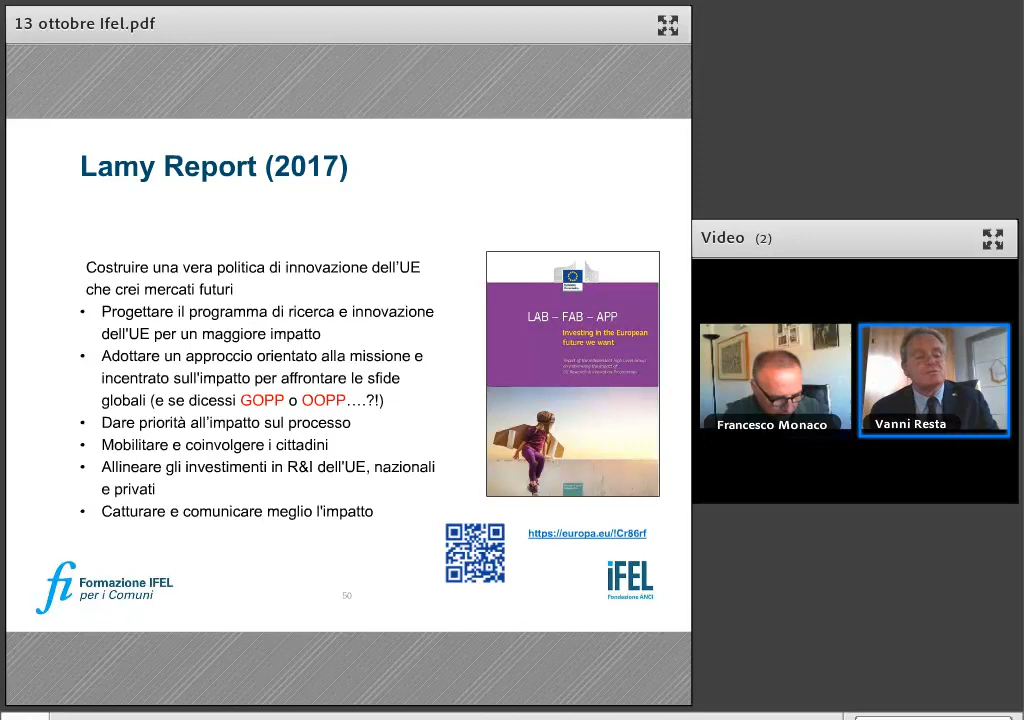 13 ottobre Ifel.pdf
Lamy Report (2017)
Costruire una vera politica di innovazione dell'UE
che crei mercati futuri
• Progettare il programma di ricerca e innovazione
dell'UE per un maggiore impatto
• Adottare un approccio orientato alla missione e
incentrato sull'impatto per affrontare le sfide
globali (e se dicessi GOPP o OOPP….?!)
• Dare priorità all'impatto sul processo
• Mobilitare e coinvolgere i cittadini
• Allineare gli investimenti in R&I dell'UE, nazionali
e privati
• Catturare e comunicare meglio l'impatto
LAB – FAB – APP
Investing in the European
future we want
https://europa.eu/!Cr86rf
fi Formazione IFEL
per i Comuni
50
iFEL
Fondazione ANCI
Video (2)
Francesco Monaco
Vanni Resta